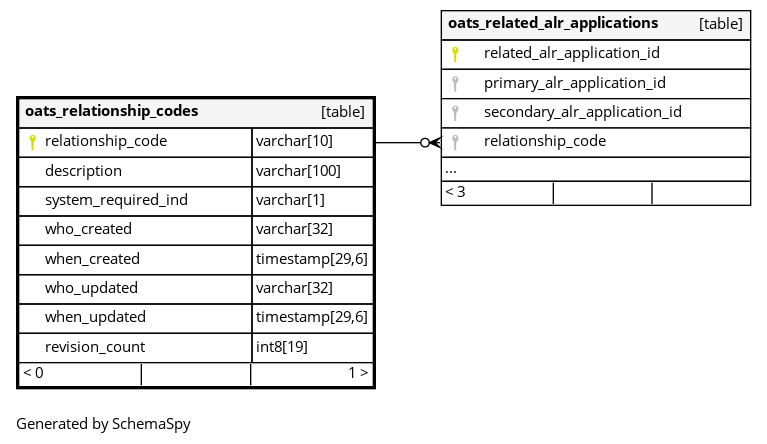 oats_related_alr_applications [table]
related_alr_application_id
primary_alr_application_id
secondary_alr_application_id
relationship_code
...
< 3
oats_relationship_codes [table]
relationship_code varchar[10]
description varchar[100]
system_required_ind varchar[1]
who_created varchar[32]
when_created timestamp[29,6]
who_updated varchar[32]
when_updated timestamp[29,6]
revision_count int8[19]
< 0 1 >
Generated by SchemaSpy